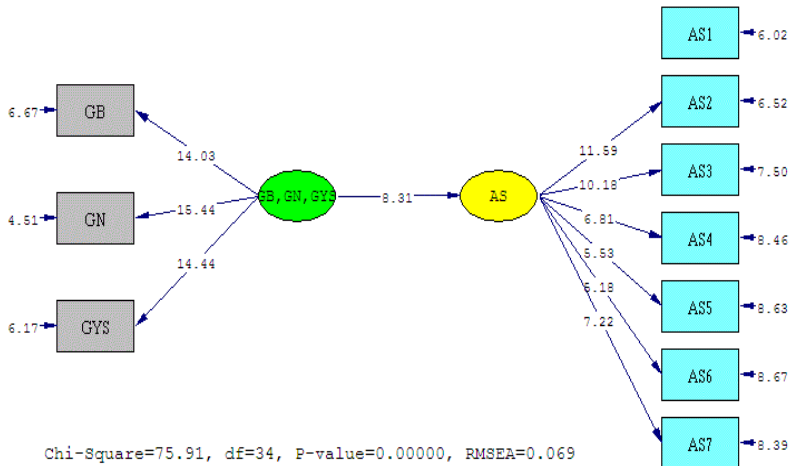 AS1
6.02
GB
6.67
AS2
6.52
14.03
11.59
AS3
7.50
10.18
GB,GN,GYS
8.31
AS
GN
4.51
15.44
6.81
AS4
8.46
5.53
14.44
5.18
AS5
8.63
7.22
GYS
6.17
AS6
8.67
AS7
8.39
Chi-Square=75.91, df=34, P-value=0.00000, RMSEA=0.069